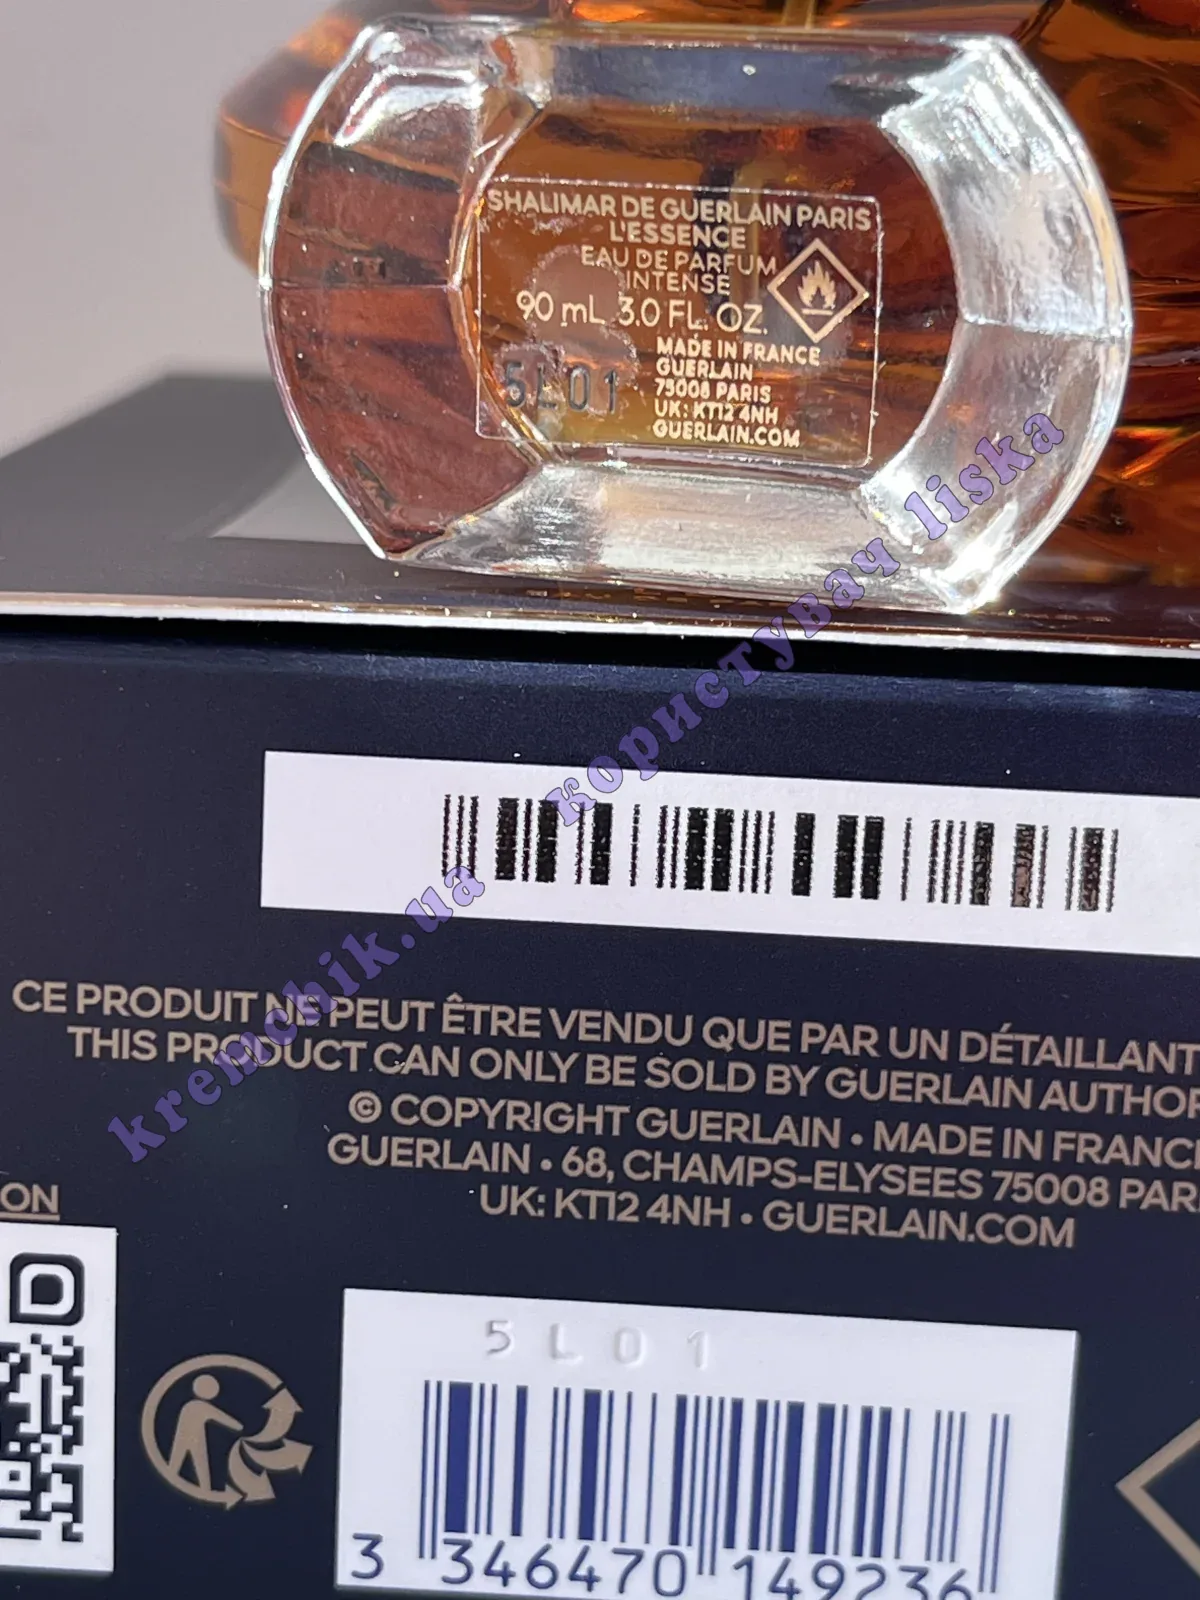 SHALIMAR DE GUERLAIN PARIS
L'ESSENCE
EAU DE PARFUM
INTENSE
90 mL 3.0 FL. OZ.
5L01
MADE IN FRANCE
GUERLAIN
75008 PARIS
UK: KT12 4NH
GUERLAIN.COM
kremchik.ua користувач liska
CE PRODUIT NE PEUT ÊTRE VENDU QUE PAR UN DÉTAILLANT
THIS PRODUCT CAN ONLY BE SOLD BY GUERLAIN
© COPYRIGHT GUERLAIN • MADE IN FRANC
GUERLAIN • 68, CHAMPS-ELYSEES 75008 PAR
UK: KT12 4NH • GUERLAIN.COM
ON
5L01
3 346470 149236